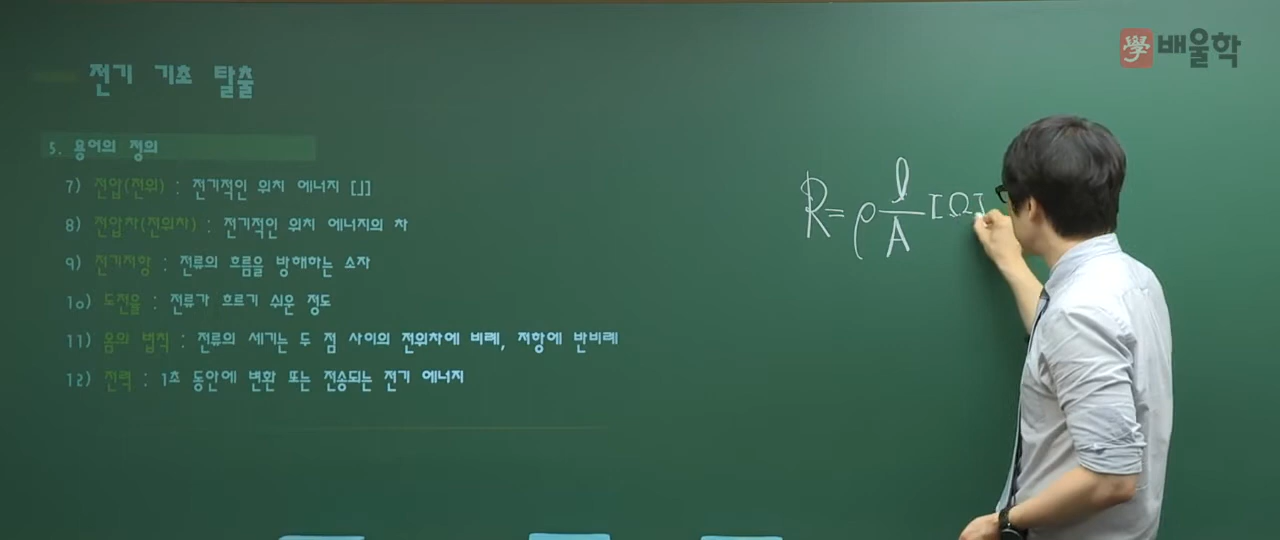 學 배울학
전기 기초 탈출
5. 용어의 정의
7) 전압(전위) : 전기적인 위치 에너지 [J]
8) 전압차(전위차) : 전기적인 위치 에너지의 차
9) 전기저항 : 전류의 흐름을 방해하는 소자
10) 도전율 : 전류가 흐르기 쉬운 정도
11) 옴의 법칙 : 전류의 세기는 두 점 사이의 전위차에 비례, 저항에 반비례
12) 전력 : 1초 동안에 변환 또는 전송되는 전기 에너지
R = ρ l/A [Ω]